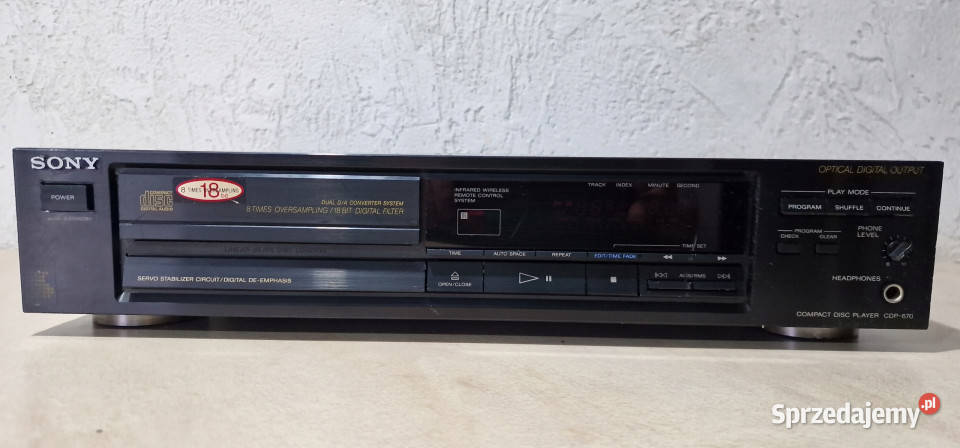 SONY
OPTICAL DIGITAL OUTPUT
POWER
COMPACT
disc
DIGITAL AUDIO
8 TIMES OVERSAMPLING
18
DUAL D/A CONVERTER SYSTEM
8 TIMES OVERSAMPLING / 18 BIT DIGITAL FILTER
INFRARED WIRELESS
REMOTE CONTROL
SYSTEM
TRACK INDEX MINUTE SECOND
PLAY MODE
PROGRAM SHUFFLE CONTINUE
PROGRAM
CHECK CLEAR
PHONE
LEVEL
TIME SET
TIME AUTO SPACE REPEAT EDIT/TIME FADE
SERVO STABILIZER CIRCUIT/DIGITAL DE-EMPHASIS
OPEN/CLOSE
AMS
HEADPHONES
COMPACT DISC PLAYER CDP-670
Sprzedajemy.pl